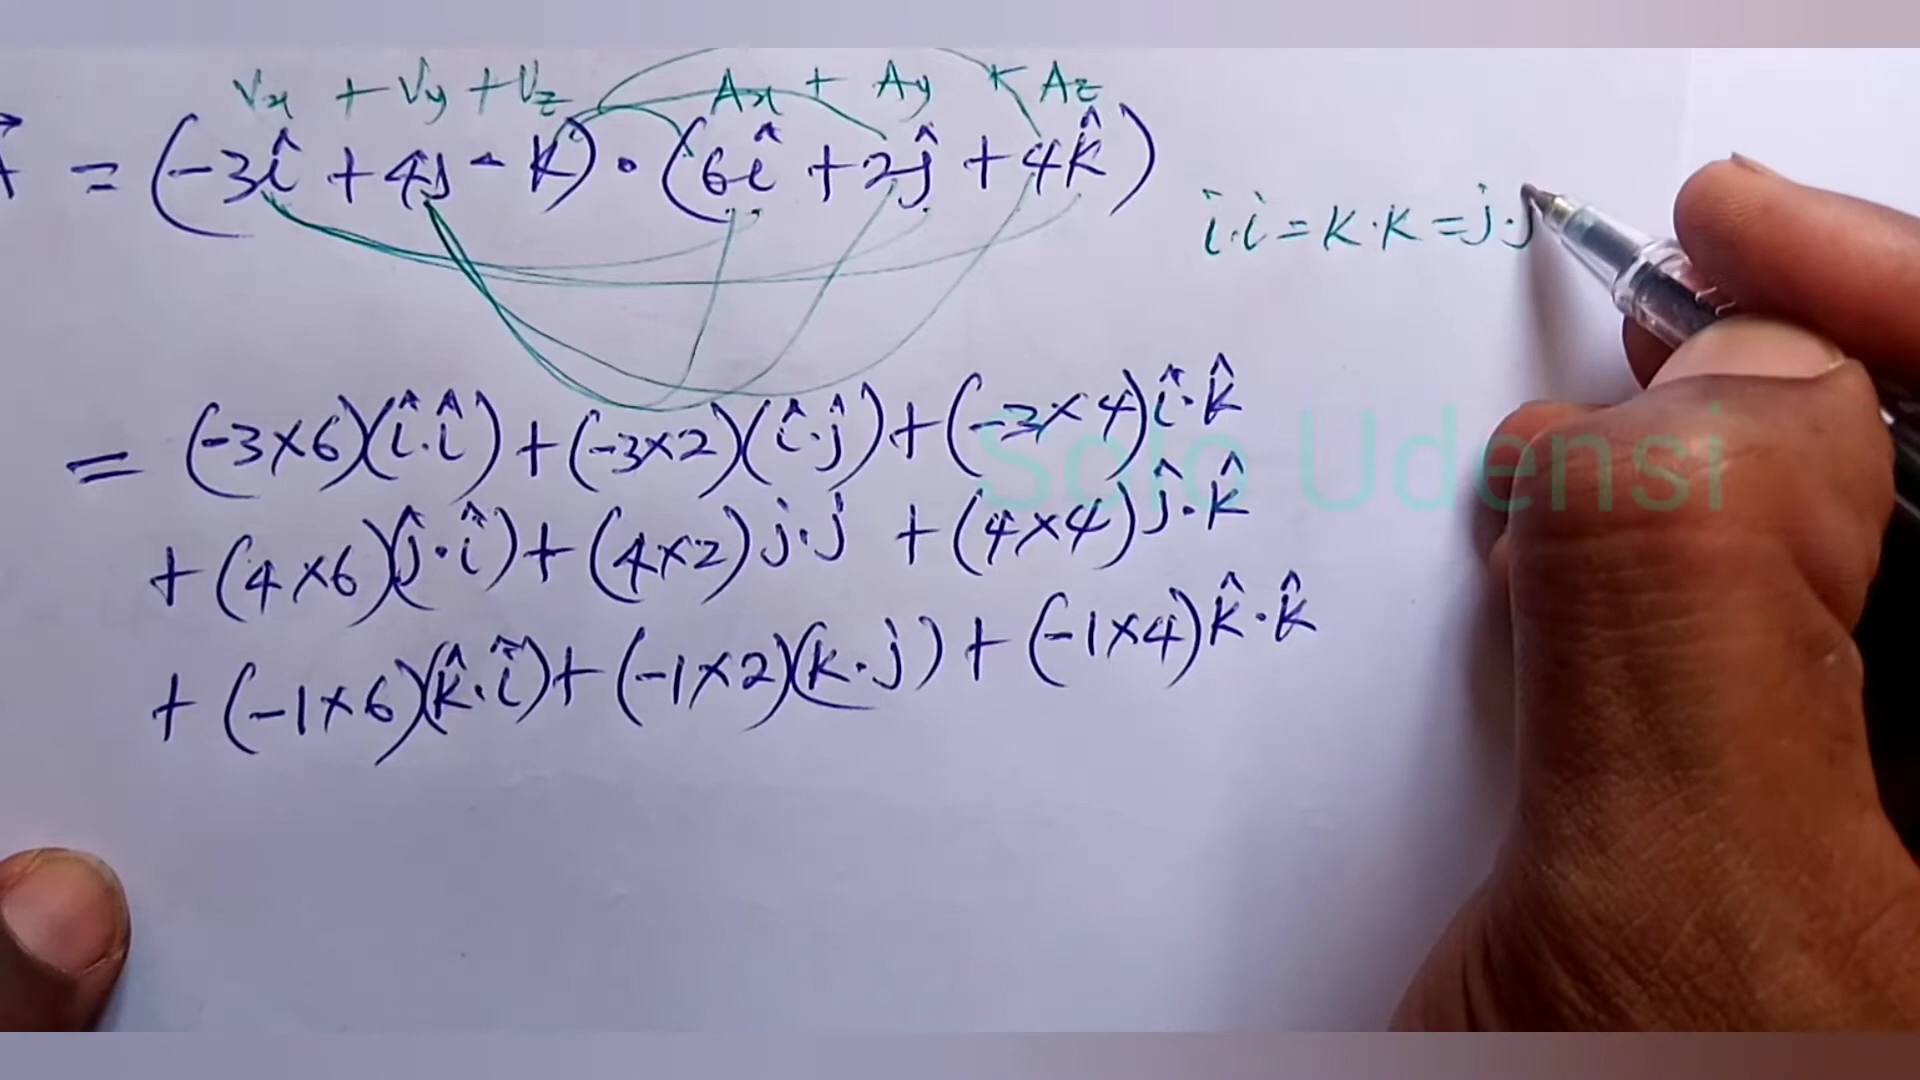 Vx + Vy + Vz Ax + Ay + Az
= (-3î + 4j - k) · (6î + 2ĵ + 4k̂)
i·i = k·k = j·j
= (-3×6)(î·î) + (-3×2)(î·ĵ) + (-3×4)î·k̂
+ (4×6)(ĵ·î) + (4×2)j·j + (4×4)ĵ·k̂
+ (-1×6)(k̂·î) + (-1×2)(k·j) + (-1×4)k̂·k̂
Solo Udensi